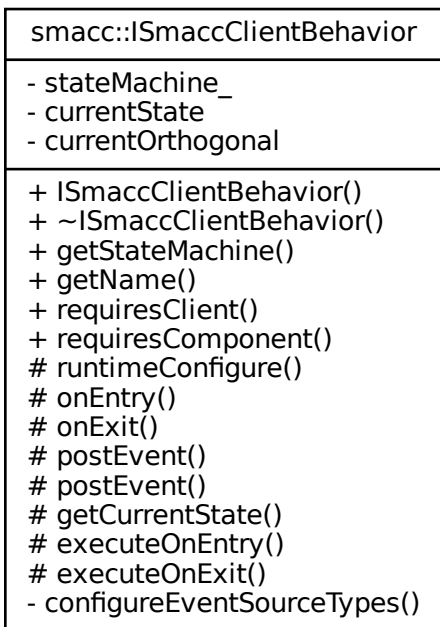 smacc::ISmaccClientBehavior
- stateMachine_
- currentState
- currentOrthogonal
+ ISmaccClientBehavior()
+ ~ISmaccClientBehavior()
+ getStateMachine()
+ getName()
+ requiresClient()
+ requiresComponent()
# runtimeConfigure()
# onEntry()
# onExit()
# postEvent()
# postEvent()
# getCurrentState()
# executeOnEntry()
# executeOnExit()
- configureEventSourceTypes()